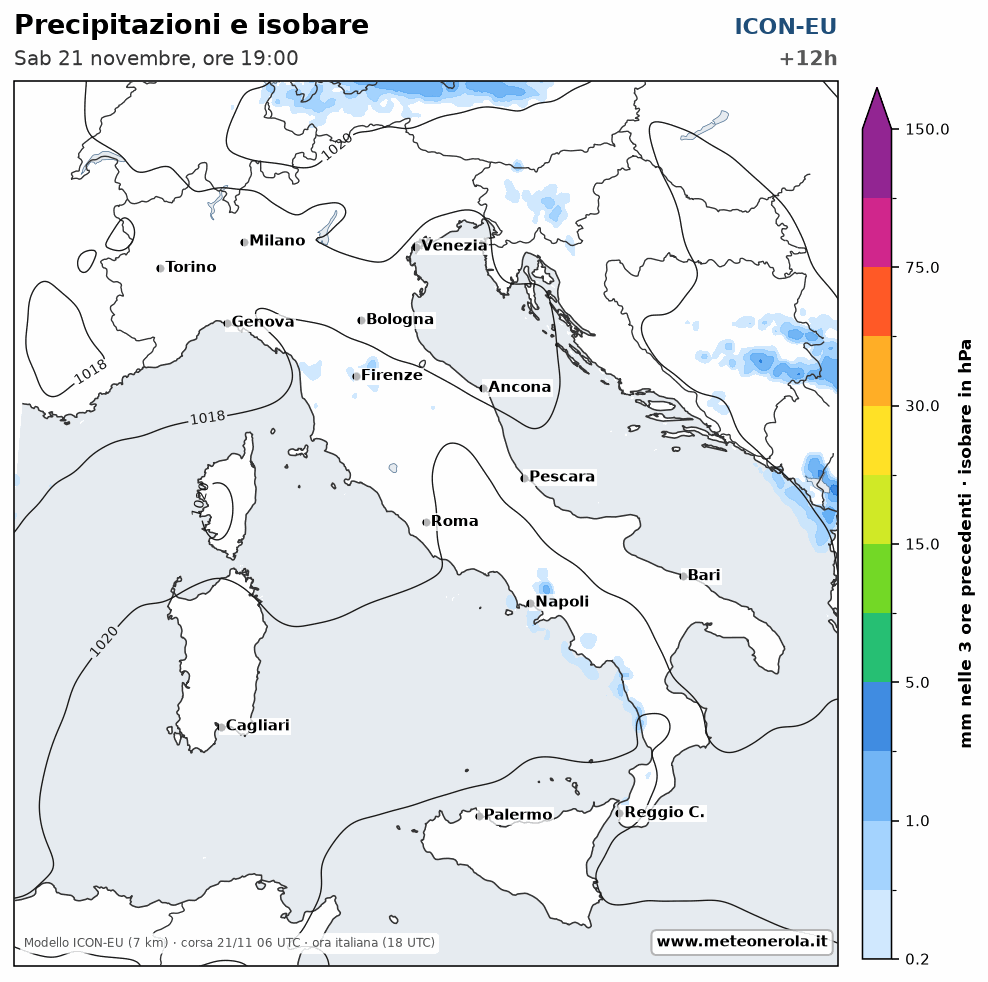 Precipitazioni e isobare
ICON-EU
Sab 21 novembre, ore 19:00
+12h
1020
Milano
Venezia
Torino
Genova
Bologna
1018
Firenze
Ancona
1018
Pescara
1020
Roma
Bari
Napoli
1020
Cagliari
Palermo
Reggio C.
Modello ICON-EU (7 km) · corsa 21/11 06 UTC · ora italiana (18 UTC)
www.meteonerola.it
150.0
75.0
30.0
15.0
5.0
1.0
0.2
mm nelle 3 ore precedenti · isobare in hPa